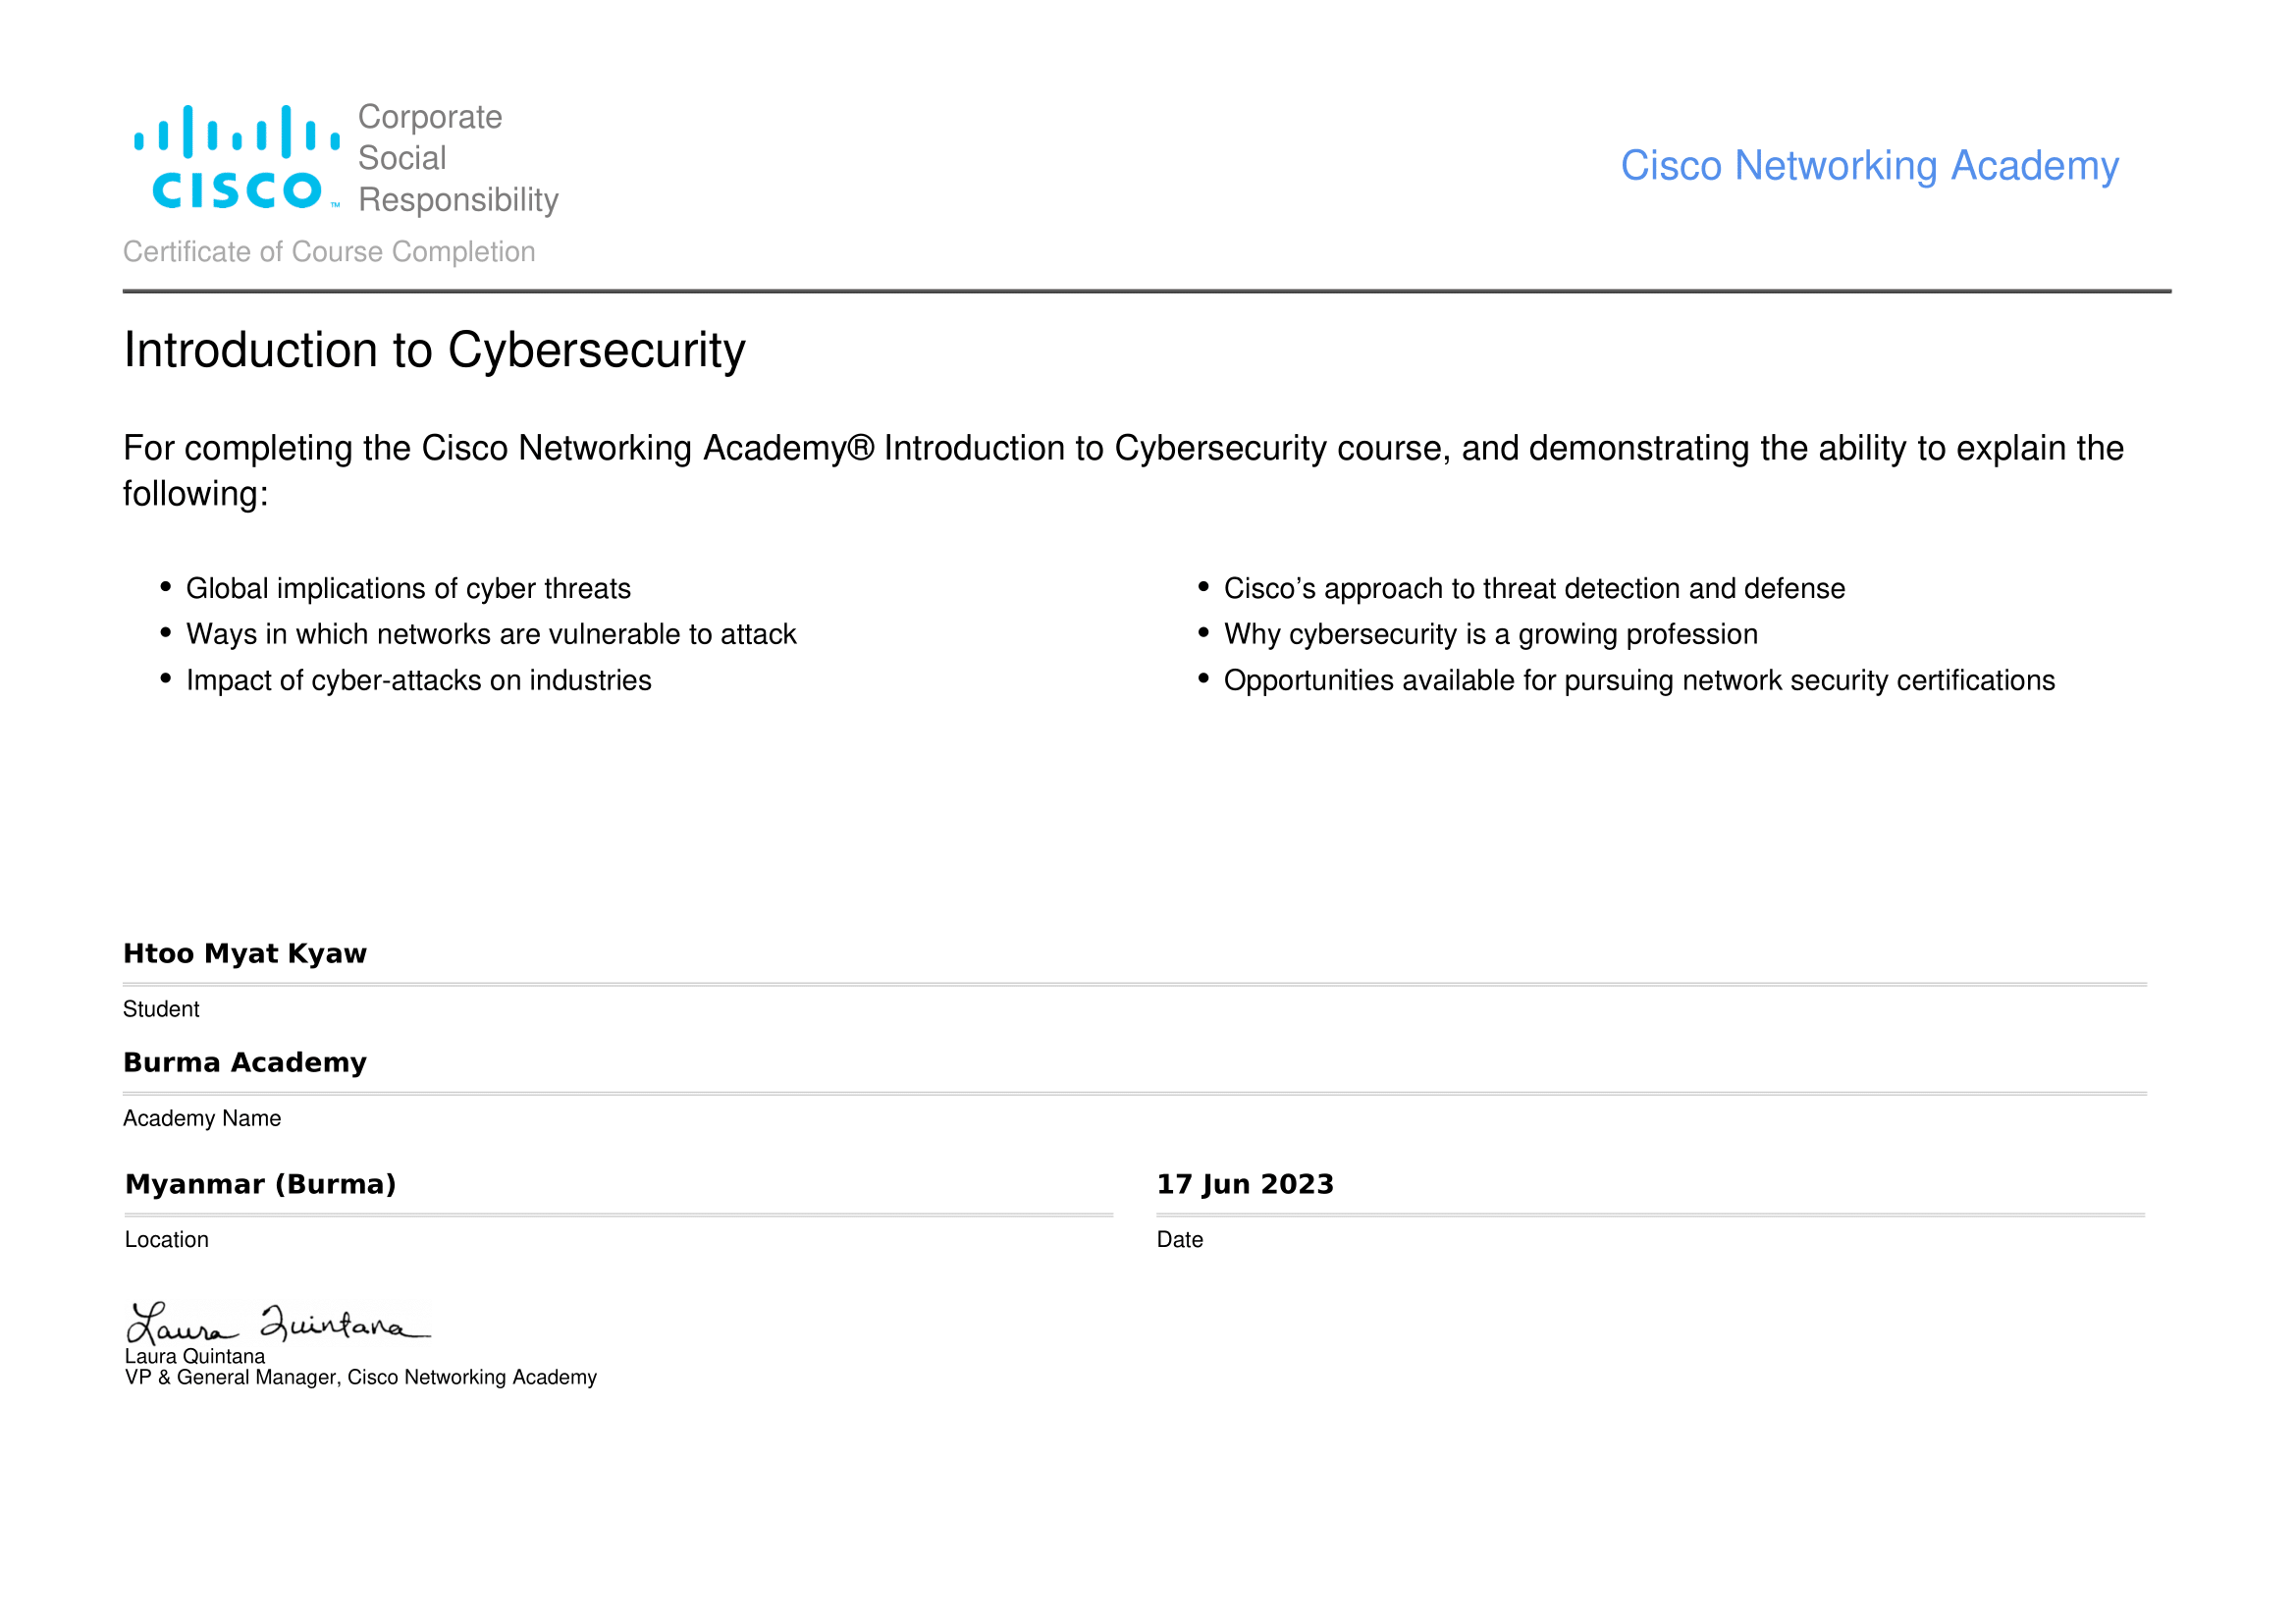 Corporate
Social
Responsibility
CISCO™
Cisco Networking Academy
Certificate of Course Completion
Introduction to Cybersecurity
For completing the Cisco Networking Academy® Introduction to Cybersecurity course, and demonstrating the ability to explain the
following:
• Global implications of cyber threats
• Ways in which networks are vulnerable to attack
• Impact of cyber-attacks on industries
• Cisco’s approach to threat detection and defense
• Why cybersecurity is a growing profession
• Opportunities available for pursuing network security certifications
Htoo Myat Kyaw
Student
Burma Academy
Academy Name
Myanmar (Burma)
Location
17 Jun 2023
Date
Laura Quintana
Laura Quintana
VP & General Manager, Cisco Networking Academy